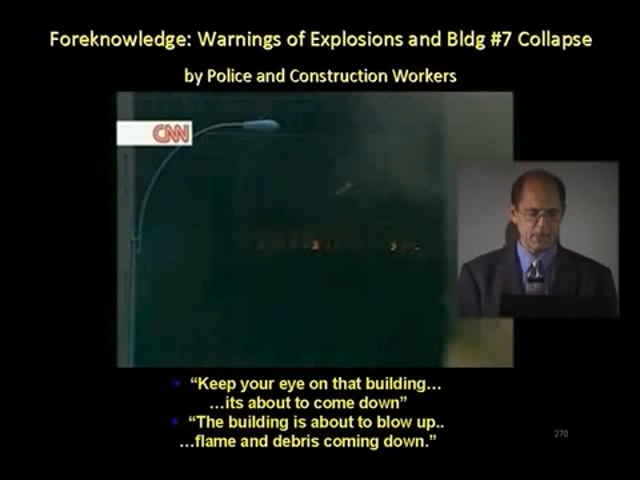 Foreknowledge: Warnings of Explosions and Bldg #7 Collapse
by Police and Construction Workers
CNN
“Keep your eye on that building…
…its about to come down”
“The building is about to blow up..
…flame and debris coming down.”
270